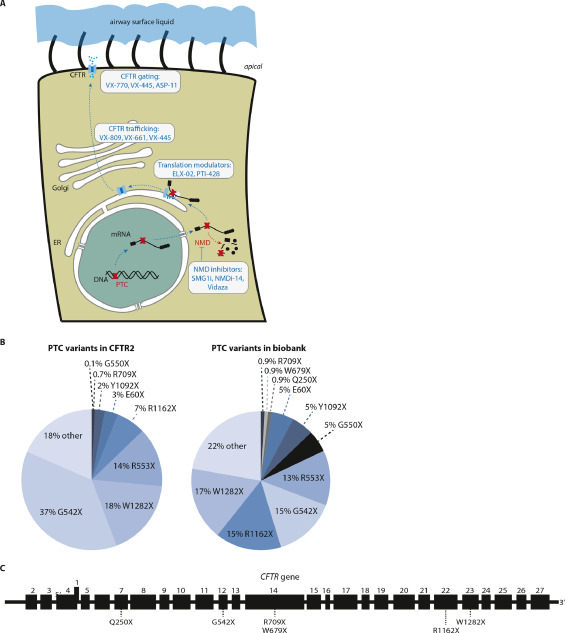 A
airway surface liquid
apical
CFTR
CFTR gating:
VX-770, VX-445, ASP-11
CFTR trafficking:
VX-809, VX-661, VX-445
Translation modulators:
ELX-02, PTI-428
Golgi
ER
mRNA
NMD
DNA
PTC
NMD inhibitors:
SMG1i, NMDi-14,
Vidaza
B
PTC variants in CFTR2
0.1% G550X
0.7% R709X
2% Y1092X
3% E60X
7% R1162X
14% R553X
18% W1282X
37% G542X
18% other
PTC variants in biobank
0.9% R709X
0.9% W679X
0.9% Q250X
5% E60X
5% Y1092X
5% G550X
13% R553X
15% G542X
15% R1162X
17% W1282X
22% other
C
CFTR gene
1
2 3 4 5 6 7 8 9 10 11 12 13 14 15 16 17 18 19 20 21 22 23 24 25 26 27
3'
Q250X G542X R709X W1282X
W679X R1162X